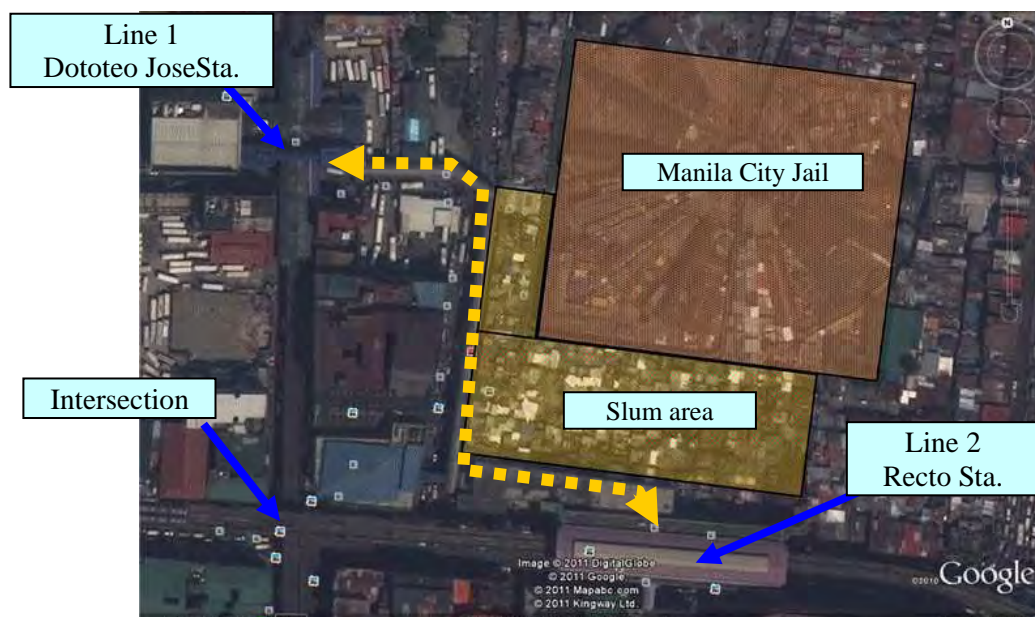 Line 1
Dototeo JoseSta.
N
Manila City Jail
Intersection
Slum area
Line 2
Recto Sta.
Image © 2011 DigitalGlobe
© 2011 Google
© 2011 Mapabc.com
© 2011 Kingway Ltd.
©2010 Google